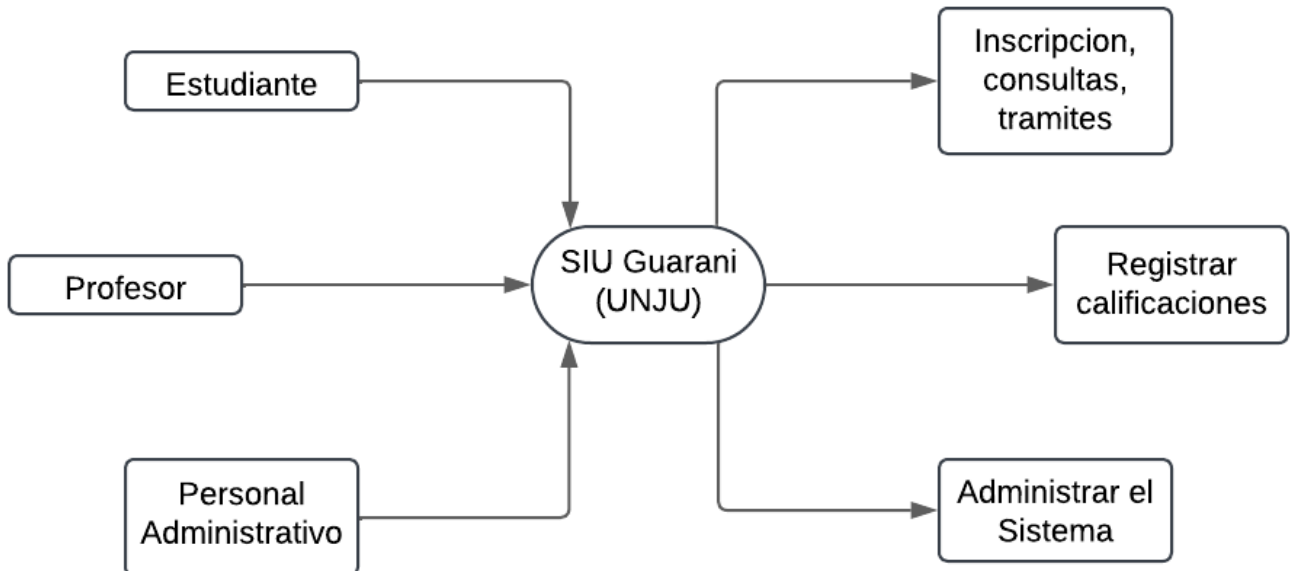 Estudiante
Profesor
Personal
Administrativo
SIU Guarani
(UNJU)
Inscripcion,
consultas,
tramites
Registrar
calificaciones
Administrar el
Sistema